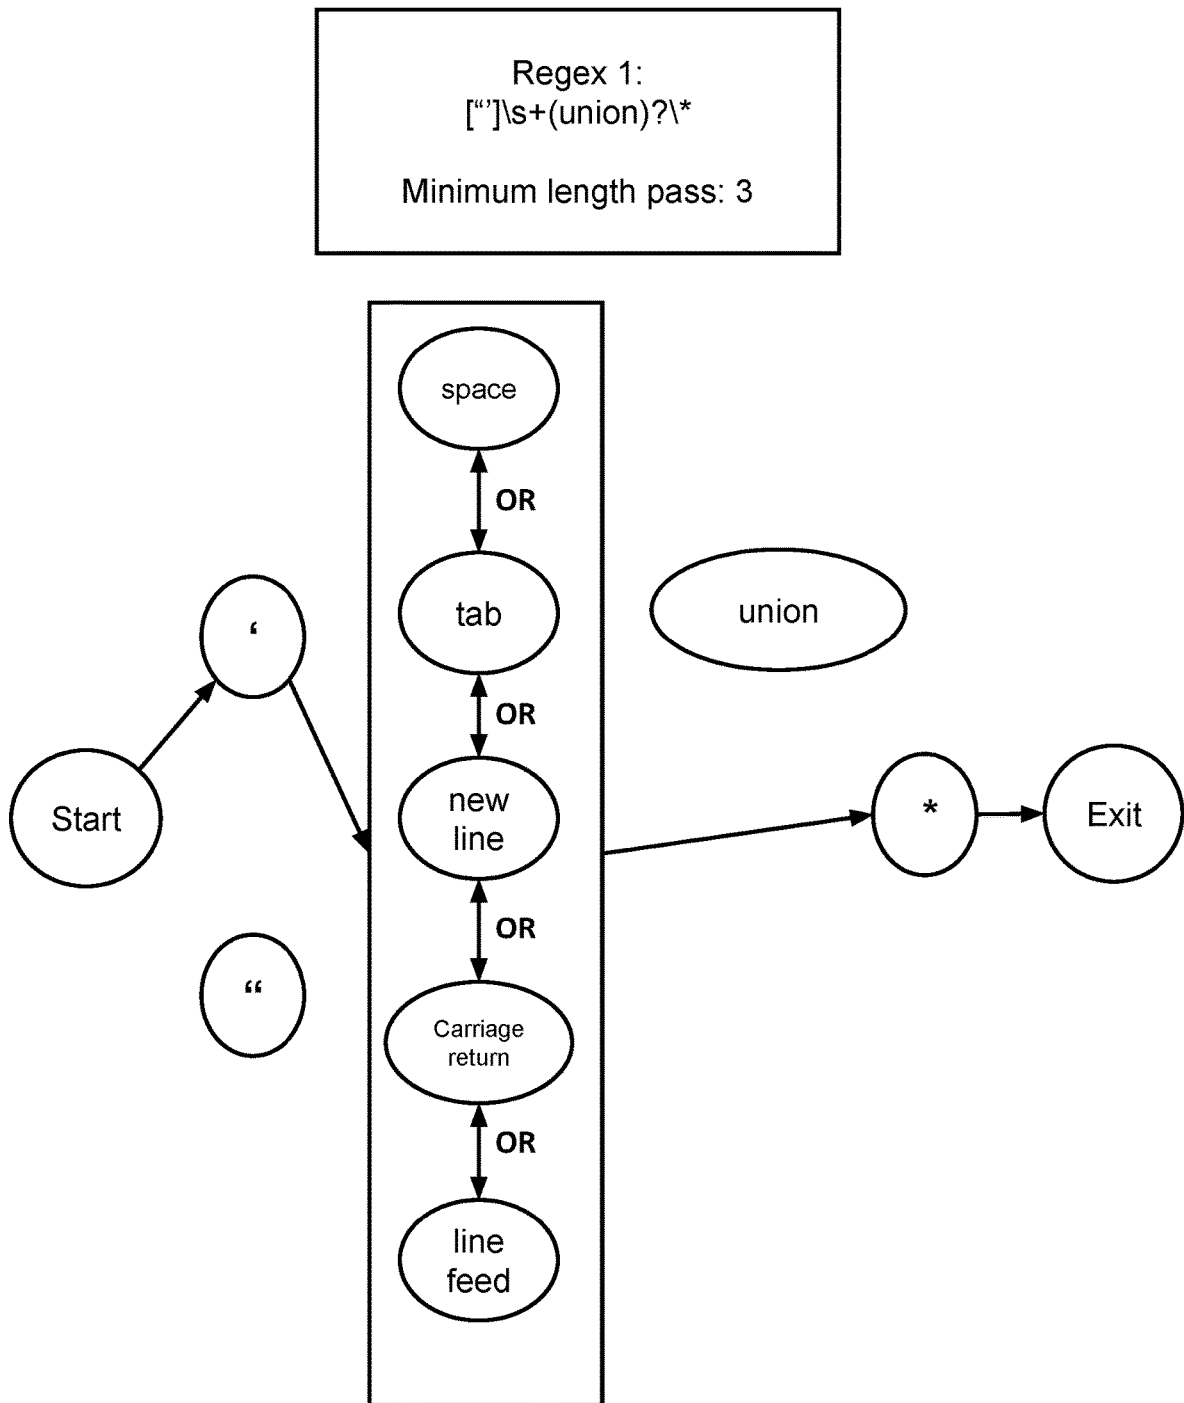 Regex 1:
[“’]\s+(union)?\*
Minimum length pass: 3
space
OR
tab
OR
new
line
OR
Carriage
return
OR
line
feed
‘
“
Start
union
*
Exit